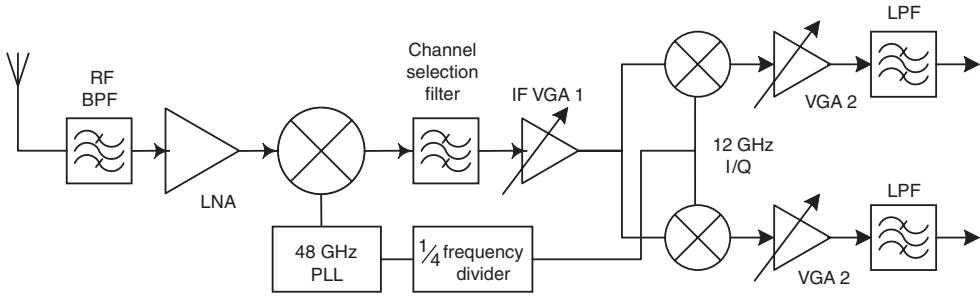 RF
BPF
LNA
Channel
selection
filter
IF VGA 1
48 GHz
PLL
1/4 frequency
divider
12 GHz
I/Q
VGA 2
LPF
VGA 2
LPF